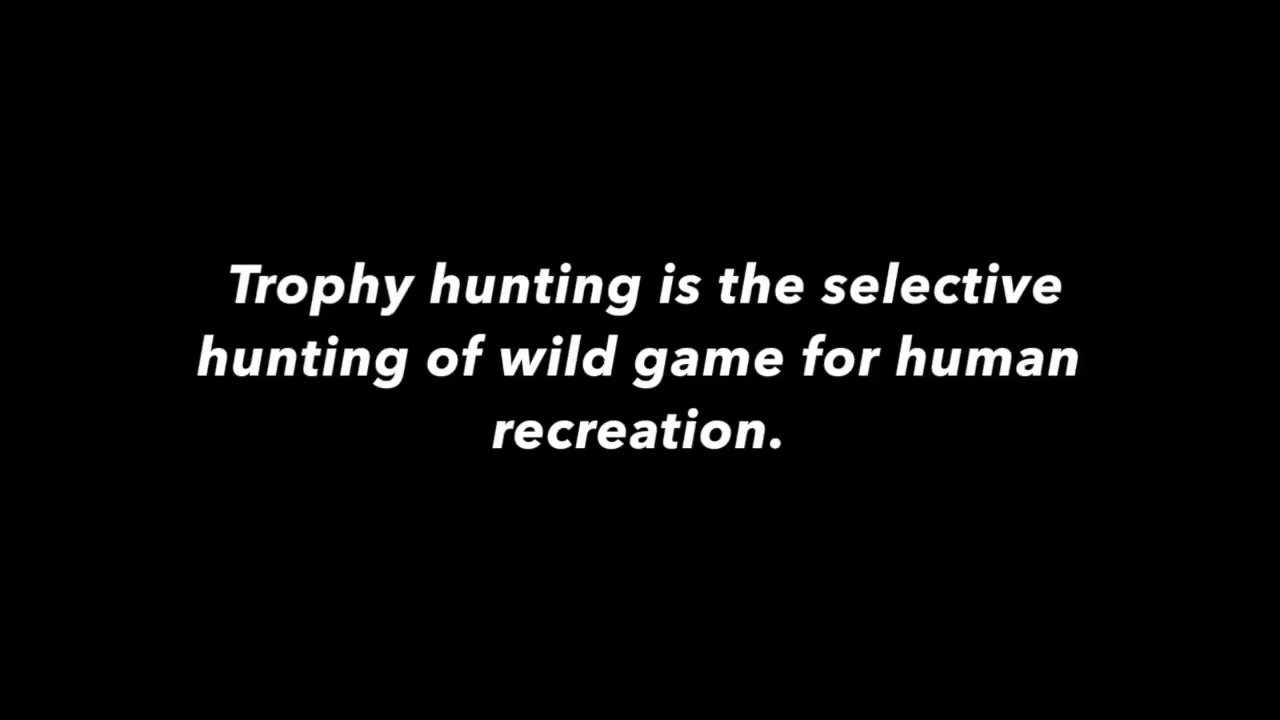 Trophy hunting is the selective
hunting of wild game for human
recreation.